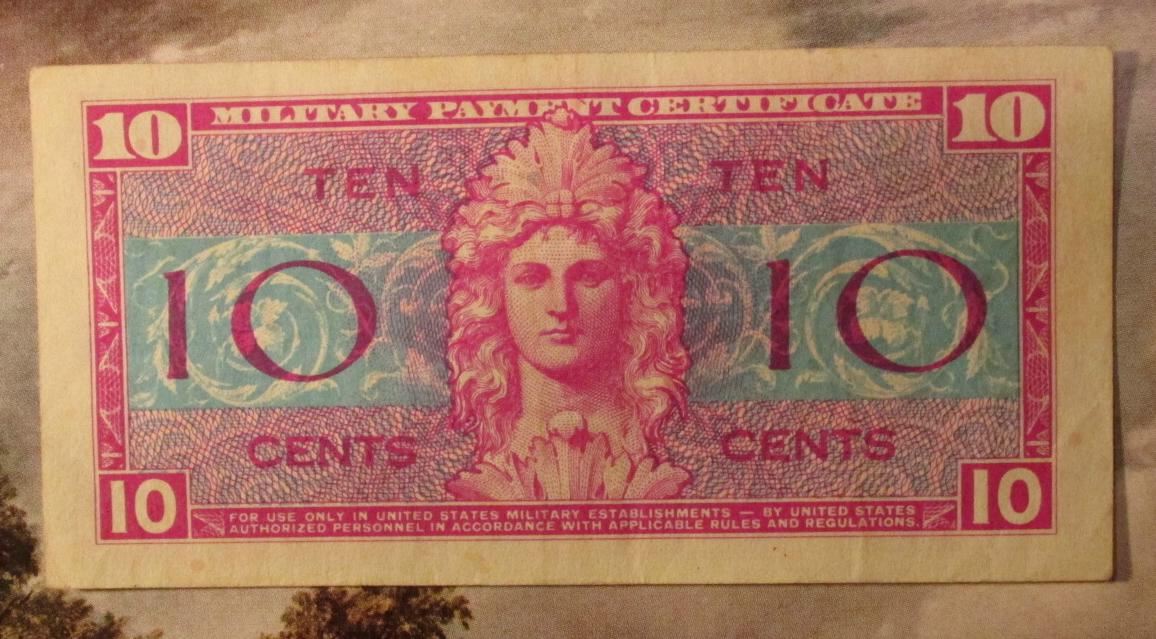 10 MILITARY PAYMENT CERTIFICATE 10
TEN TEN
10 10
CENTS CENTS
10 FOR USE ONLY IN UNITED STATES MILITARY ESTABLISHMENTS — BY UNITED STATES 10
AUTHORIZED PERSONNEL IN ACCORDANCE WITH APPLICABLE RULES AND REGULATIONS.